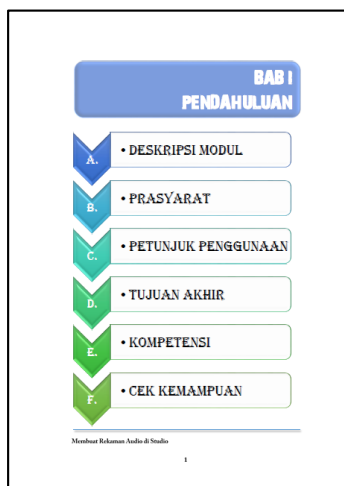 BAB I
PENDAHULUAN
A. • DESKRIPSI MODUL
B. • PRASYARAT
C. • PETUNJUK PENGGUNAAN
D. • TUJUAN AKHIR
E. • KOMPETENSI
F. • CEK KEMAMPUAN
Membuat Rekaman Audio di Studio
1